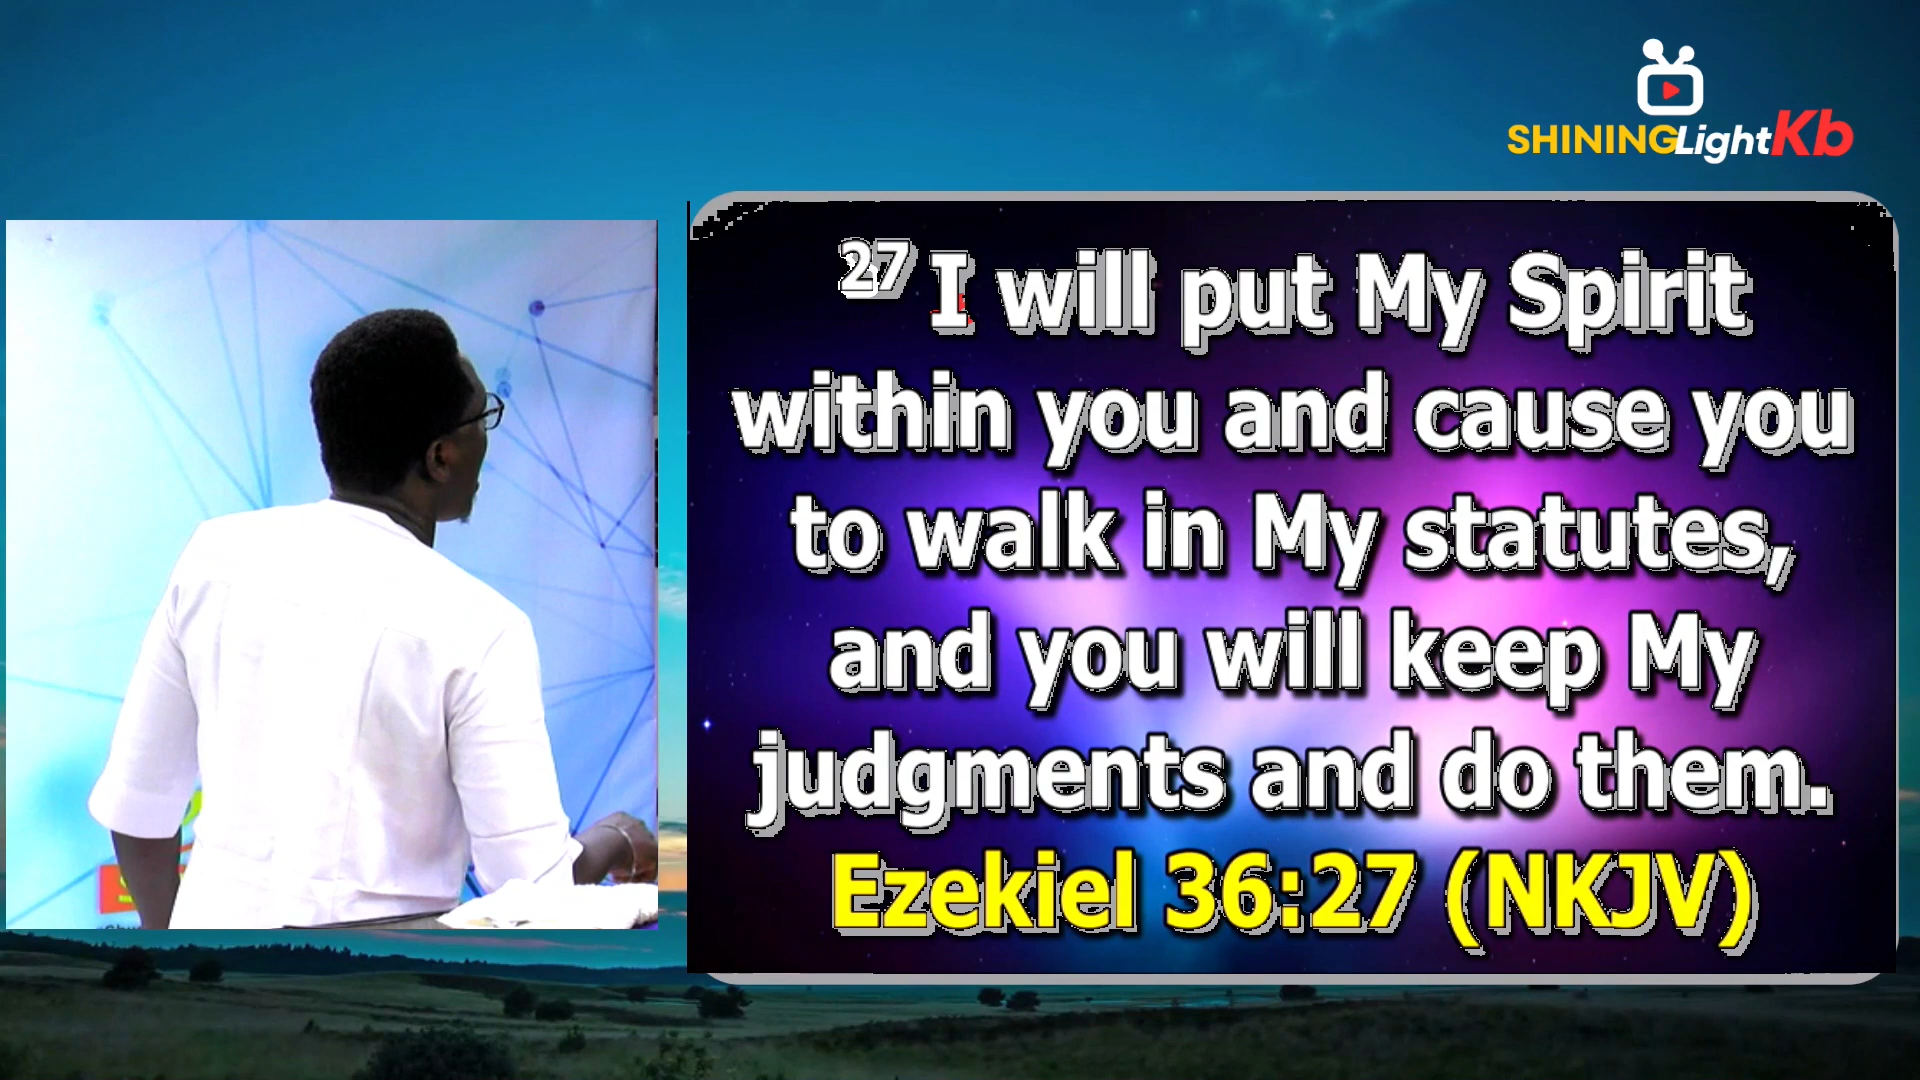 SHININGLightKb
27 I will put My Spirit
within you and cause you
to walk in My statutes,
and you will keep My
judgments and do them.
Ezekiel 36:27 (NKJV)